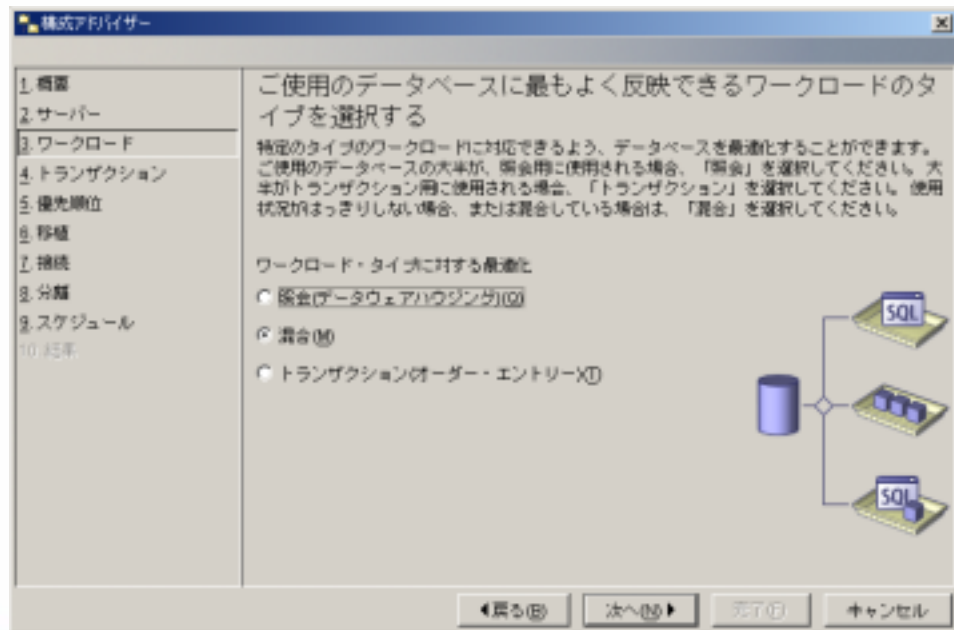 構成アドバイザー
1. 概要
2. サーバー
3. ワークロード
4. トランザクション
5. 優先順位
6. 移植
7. 接続
8. 分離
9. スケジュール
10. 結果
ご使用のデータベースに最もよく反映できるワークロードのタ
イプを選択する
特定のタイプのワークロードに対応できるよう、データベースを最適化することができます。
ご使用のデータベースの大半が、照会用に使用される場合、「照会」を選択してください。大
半がトランザクション用に使用される場合、「トランザクション」を選択してください。使用
状況がはっきりしない場合、または混合している場合は、「混合」を選択してください。
ワークロード・タイプに対する最適化
照会(データウェアハウジング)(Q)
混合(M)
トランザクション(オーダー・エントリー)(T)
SQL
SQL
戻る(B)
次へ(N)
完了(F)
キャンセル